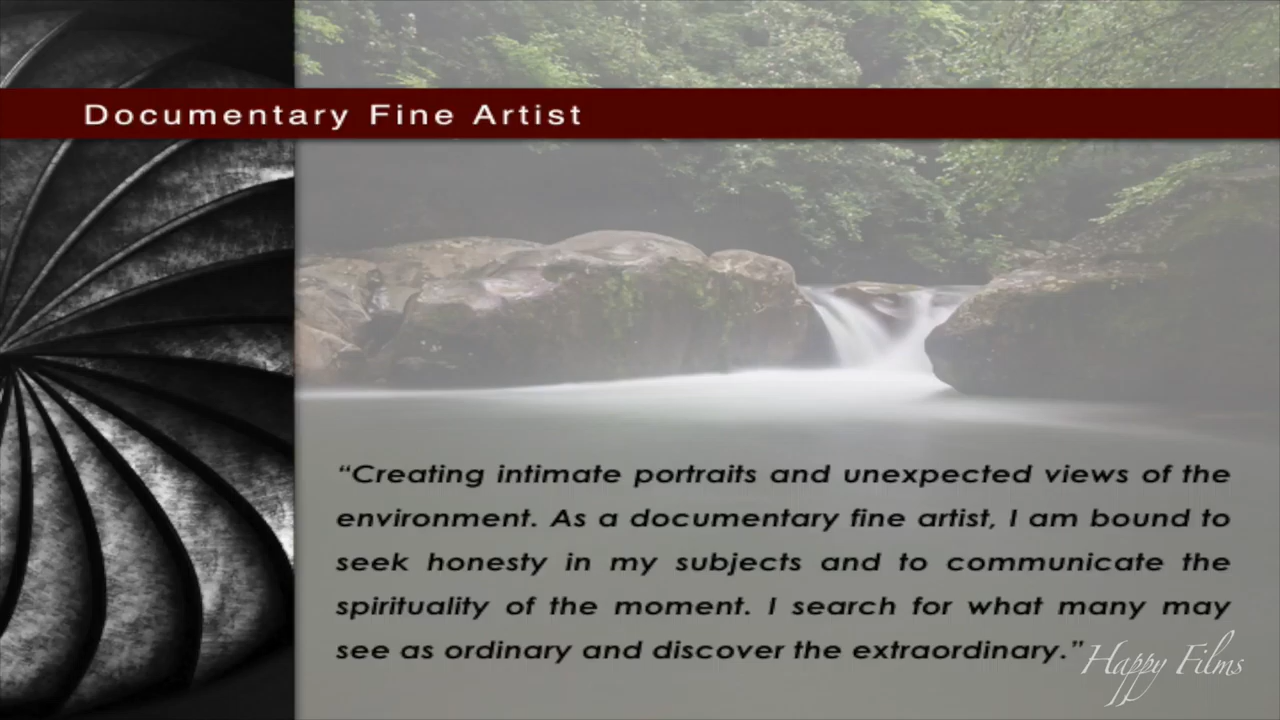 Documentary Fine Artist
“Creating intimate portraits and unexpected views of the
environment. As a documentary fine artist, I am bound to
seek honesty in my subjects and to communicate the
spirituality of the moment. I search for what many may
see as ordinary and discover the extraordinary.”
Happy Films